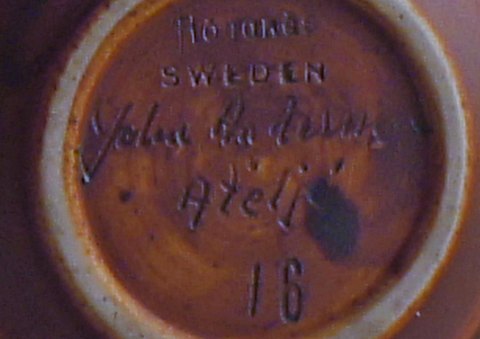 Höganäs
SWEDEN
John Andersson
Ateljé
16